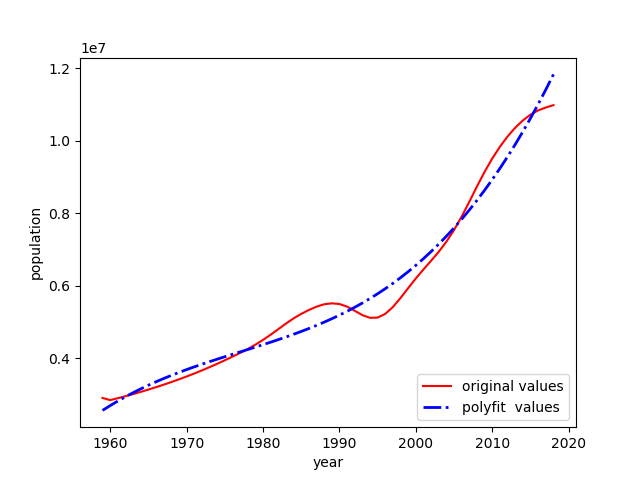 1e7
1.2
1.0
0.8
0.6
0.4
population
1960 1970 1980 1990 2000 2010 2020
year
original values
polyfit  values